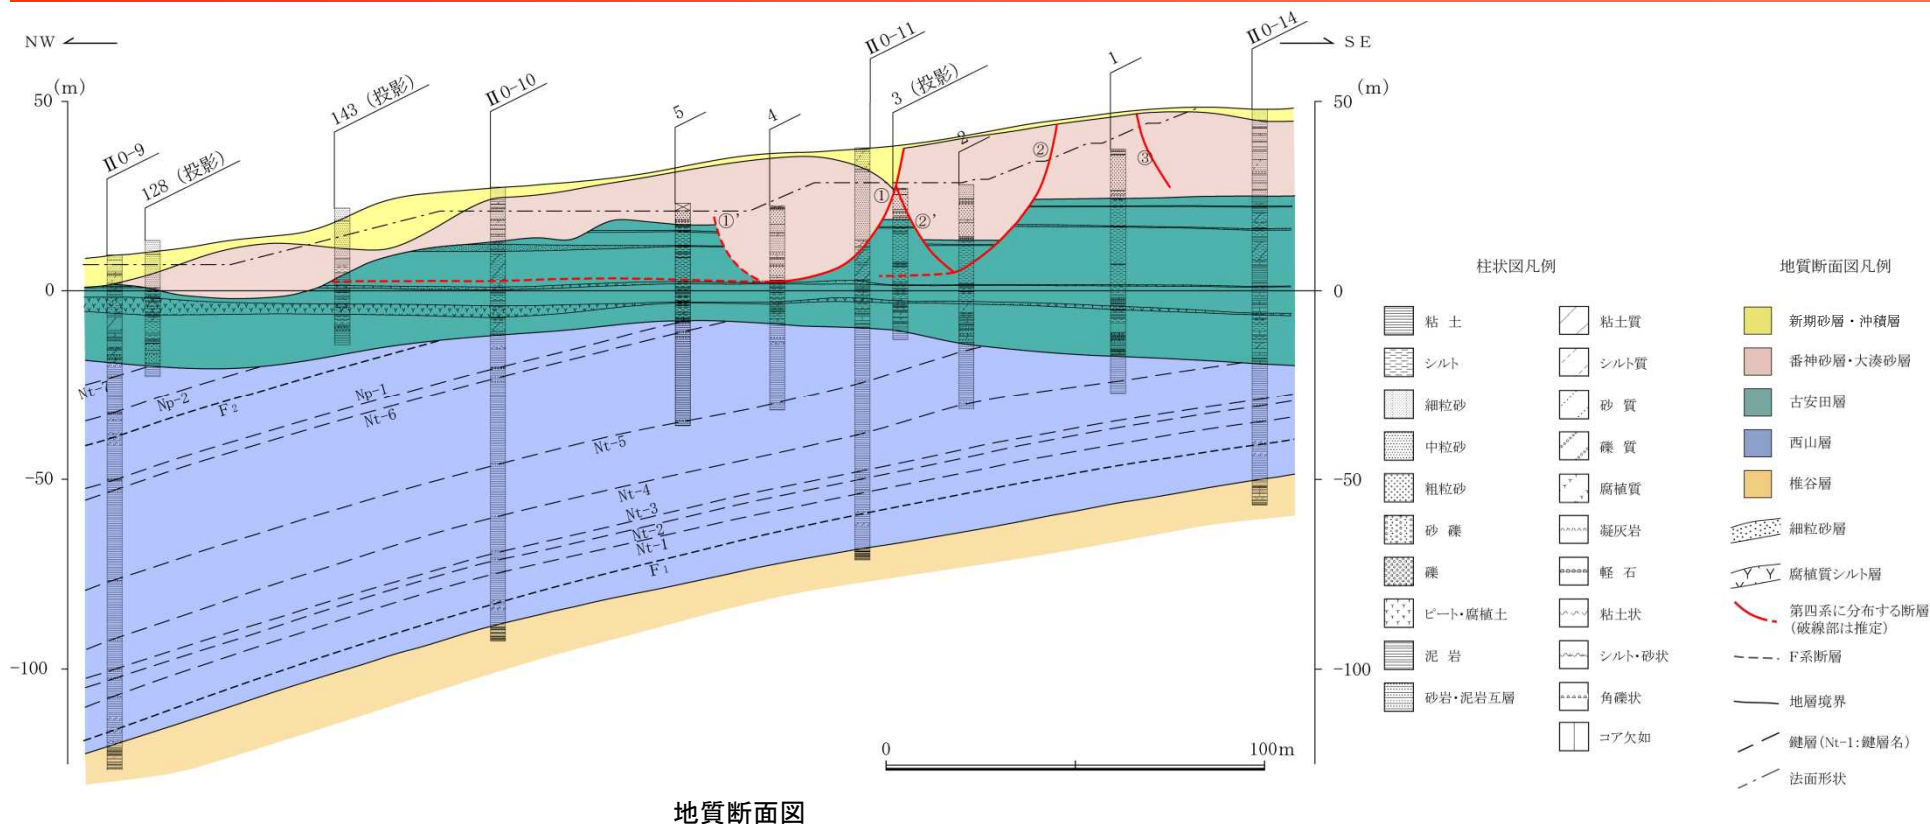 NW
SE
(m)
(m)
50
0
-50
-100
50
0
-50
-100
II0-9
128 (投影)
143 (投影)
II0-10
5
4
II0-11
3 (投影)
2
1
II0-14
①'
①
②'
②
③
Nt-7
Np-2
F2
Np-1
Nt-6
Nt-5
Nt-4
Nt-3
Nt-2
Nt-1
F1
0
100m
地質断面図
柱状図凡例
粘 土
シルト
細粒砂
中粒砂
粗粒砂
砂 礫
礫
ピート・腐植土
泥 岩
砂岩・泥岩互層
粘土質
シルト質
砂 質
礫 質
腐植質
凝灰岩
軽 石
粘土状
シルト・砂状
角礫状
コア欠如
地質断面図凡例
新期砂層・沖積層
番神砂層・大湊砂層
古安田層
西山層
椎谷層
細粒砂層
腐植質シルト層
第四系に分布する断層
(破線部は推定)
F系断層
地層境界
鍵層(Nt-1:鍵層名)
法面形状